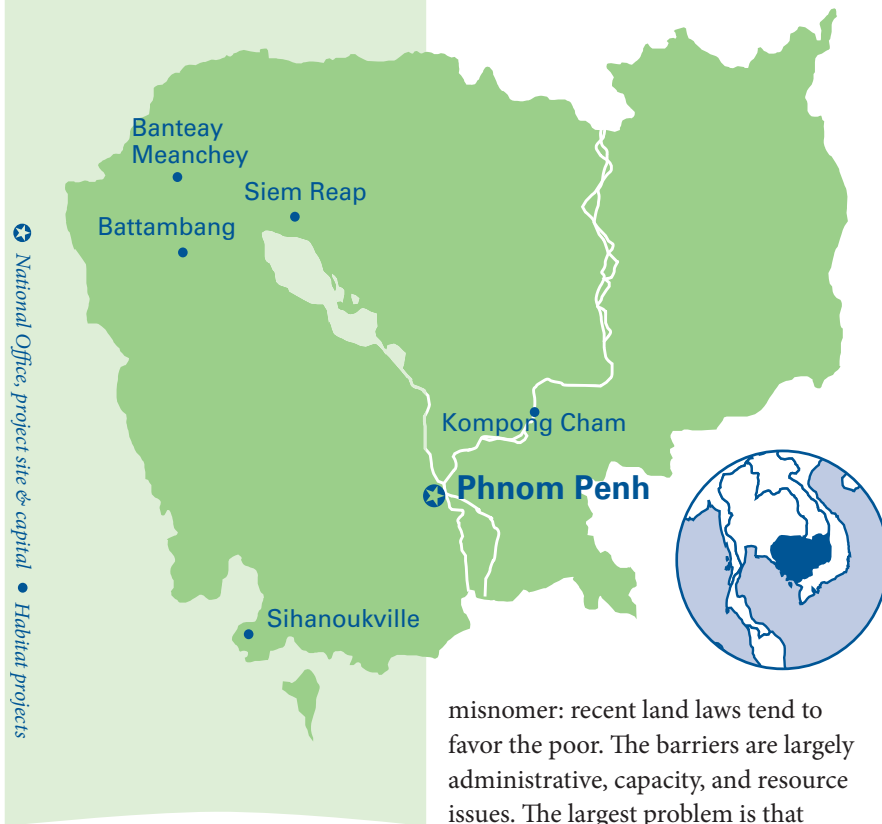 Banteay
Meanchey
Siem Reap
Battambang
Kompong Cham
Phnom Penh
Sihanoukville
National Office, project site & capital • Habitat projects
misnomer: recent land laws tend to
favor the poor. The barriers are largely
administrative, capacity, and resource
issues. The largest problem is that